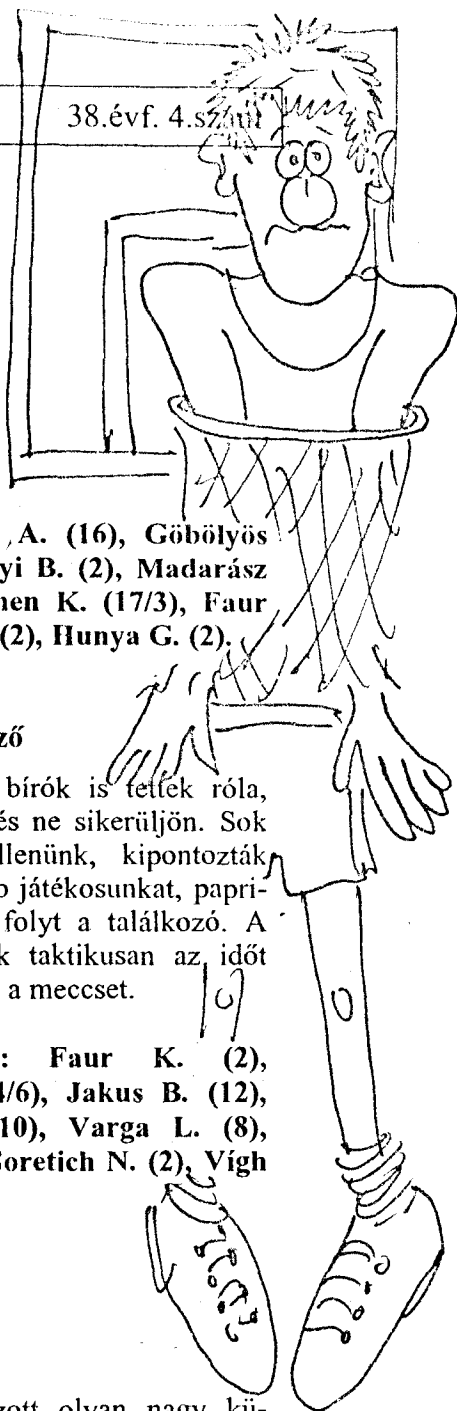 38.évf. 4.szám
A. (16), Göbölyös
yi B. (2), Madarász
nen K. (17/3), Faur
(2), Hunya G. (2).
ző
bírók is tettek róla,
és ne sikerüljön. Sok
llenünk, kipontozták
b játékosunkat, papri-
folyt a találkozó. A
k taktikusan az időt
a meccset.
: Faur K. (2),
4/6), Jakus B. (12),
10), Varga L. (8),
Goretich N. (2), Vígh
zott olyan nagy kü-